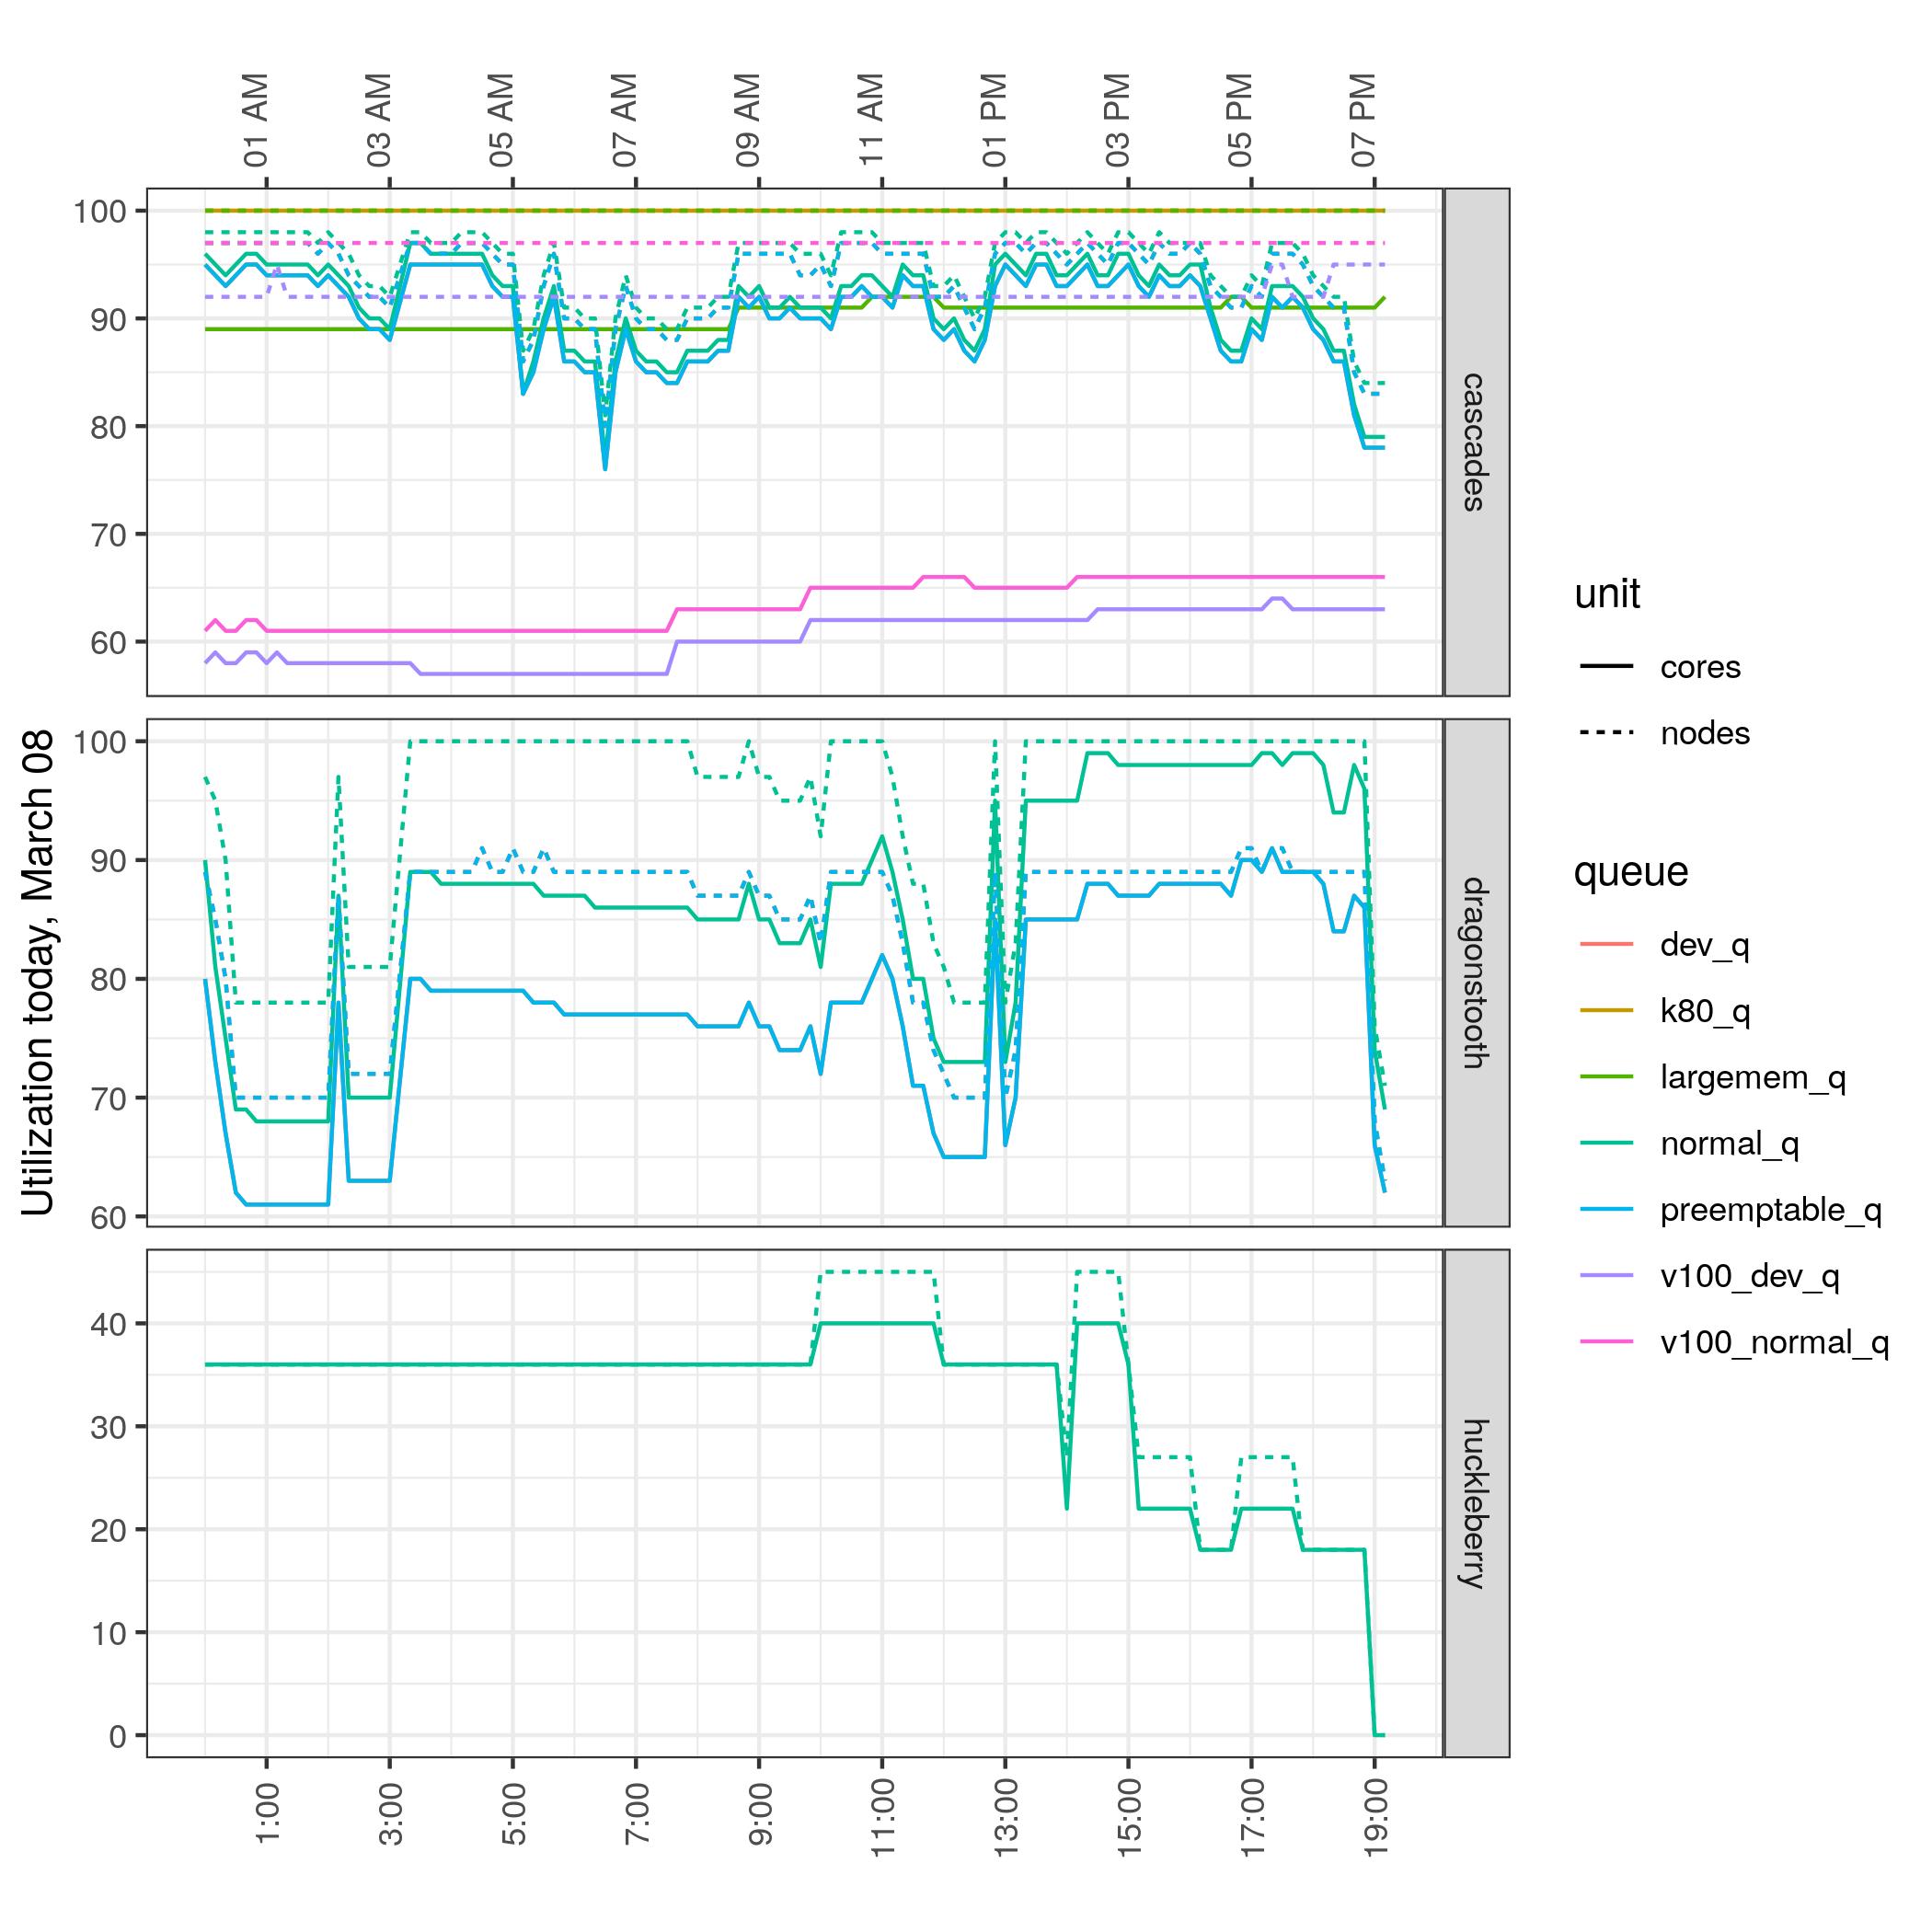 01 AM
03 AM
05 AM
07 AM
09 AM
11 AM
01 PM
03 PM
05 PM
07 PM
Utilization today, March 08
100
90
80
70
60
cascades
100
90
80
70
60
dragonstooth
40
30
20
10
0
huckleberry
1:00
3:00
5:00
7:00
9:00
11:00
13:00
15:00
17:00
19:00
unit
cores
nodes
queue
dev_q
k80_q
largemem_q
normal_q
preemptable_q
v100_dev_q
v100_normal_q